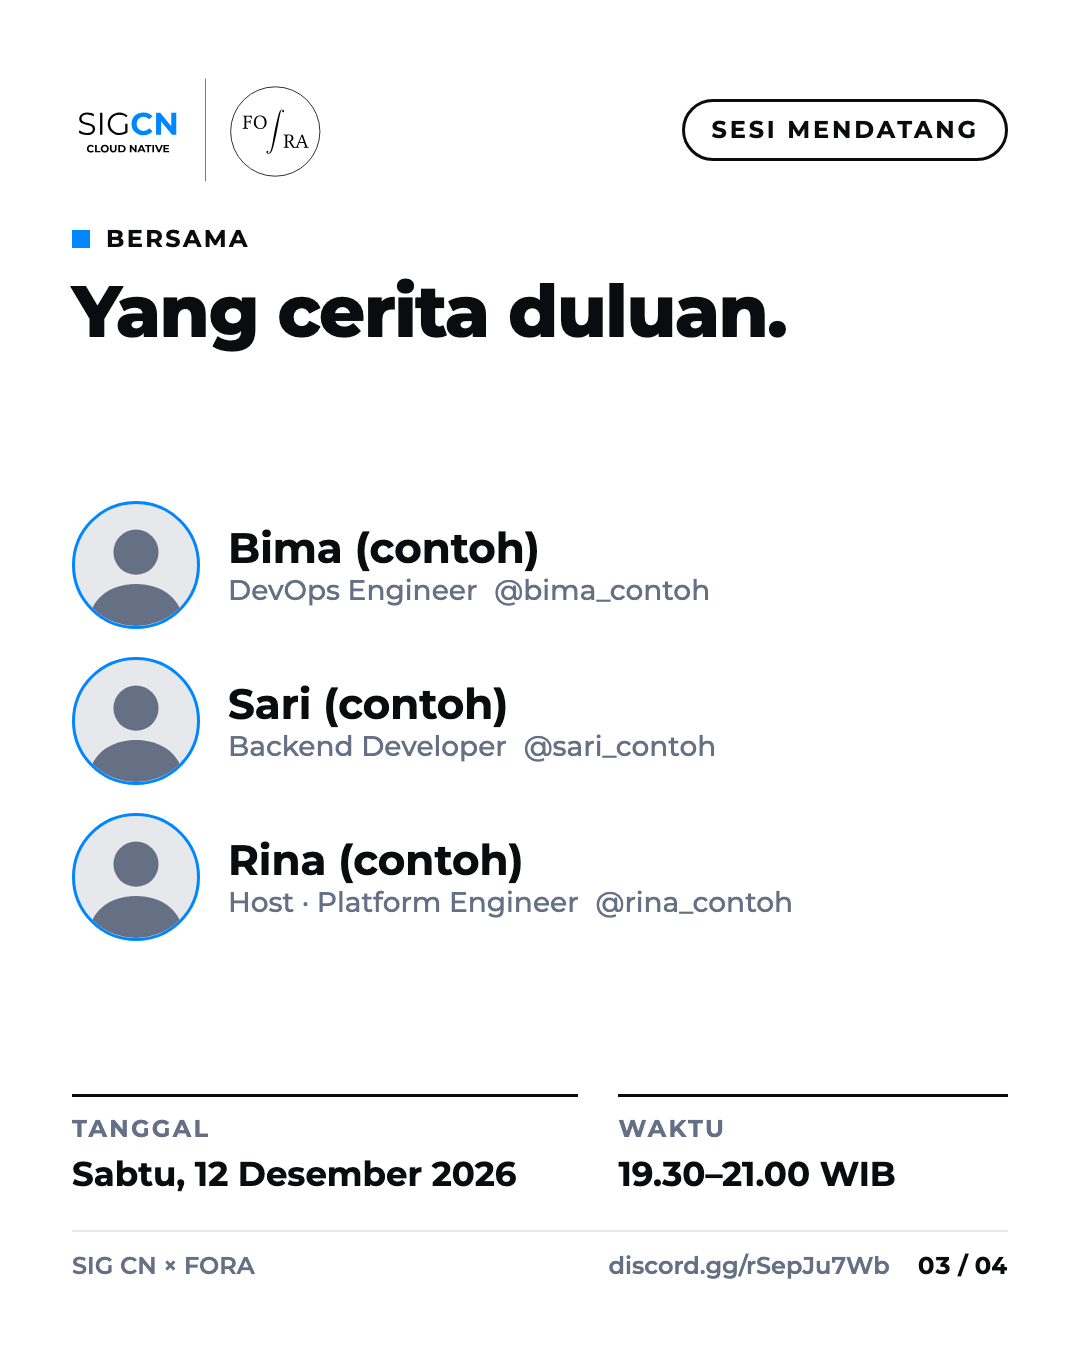 SIGCN
CLOUD NATIVE
FO RA
SESI MENDATANG
BERSAMA
Yang cerita duluan.
Bima (contoh)
DevOps Engineer @bima_contoh
Sari (contoh)
Backend Developer @sari_contoh
Rina (contoh)
Host · Platform Engineer @rina_contoh
TANGGAL
Sabtu, 12 Desember 2026
WAKTU
19.30–21.00 WIB
SIG CN × FORA
discord.gg/rSepJu7Wb 03 / 04